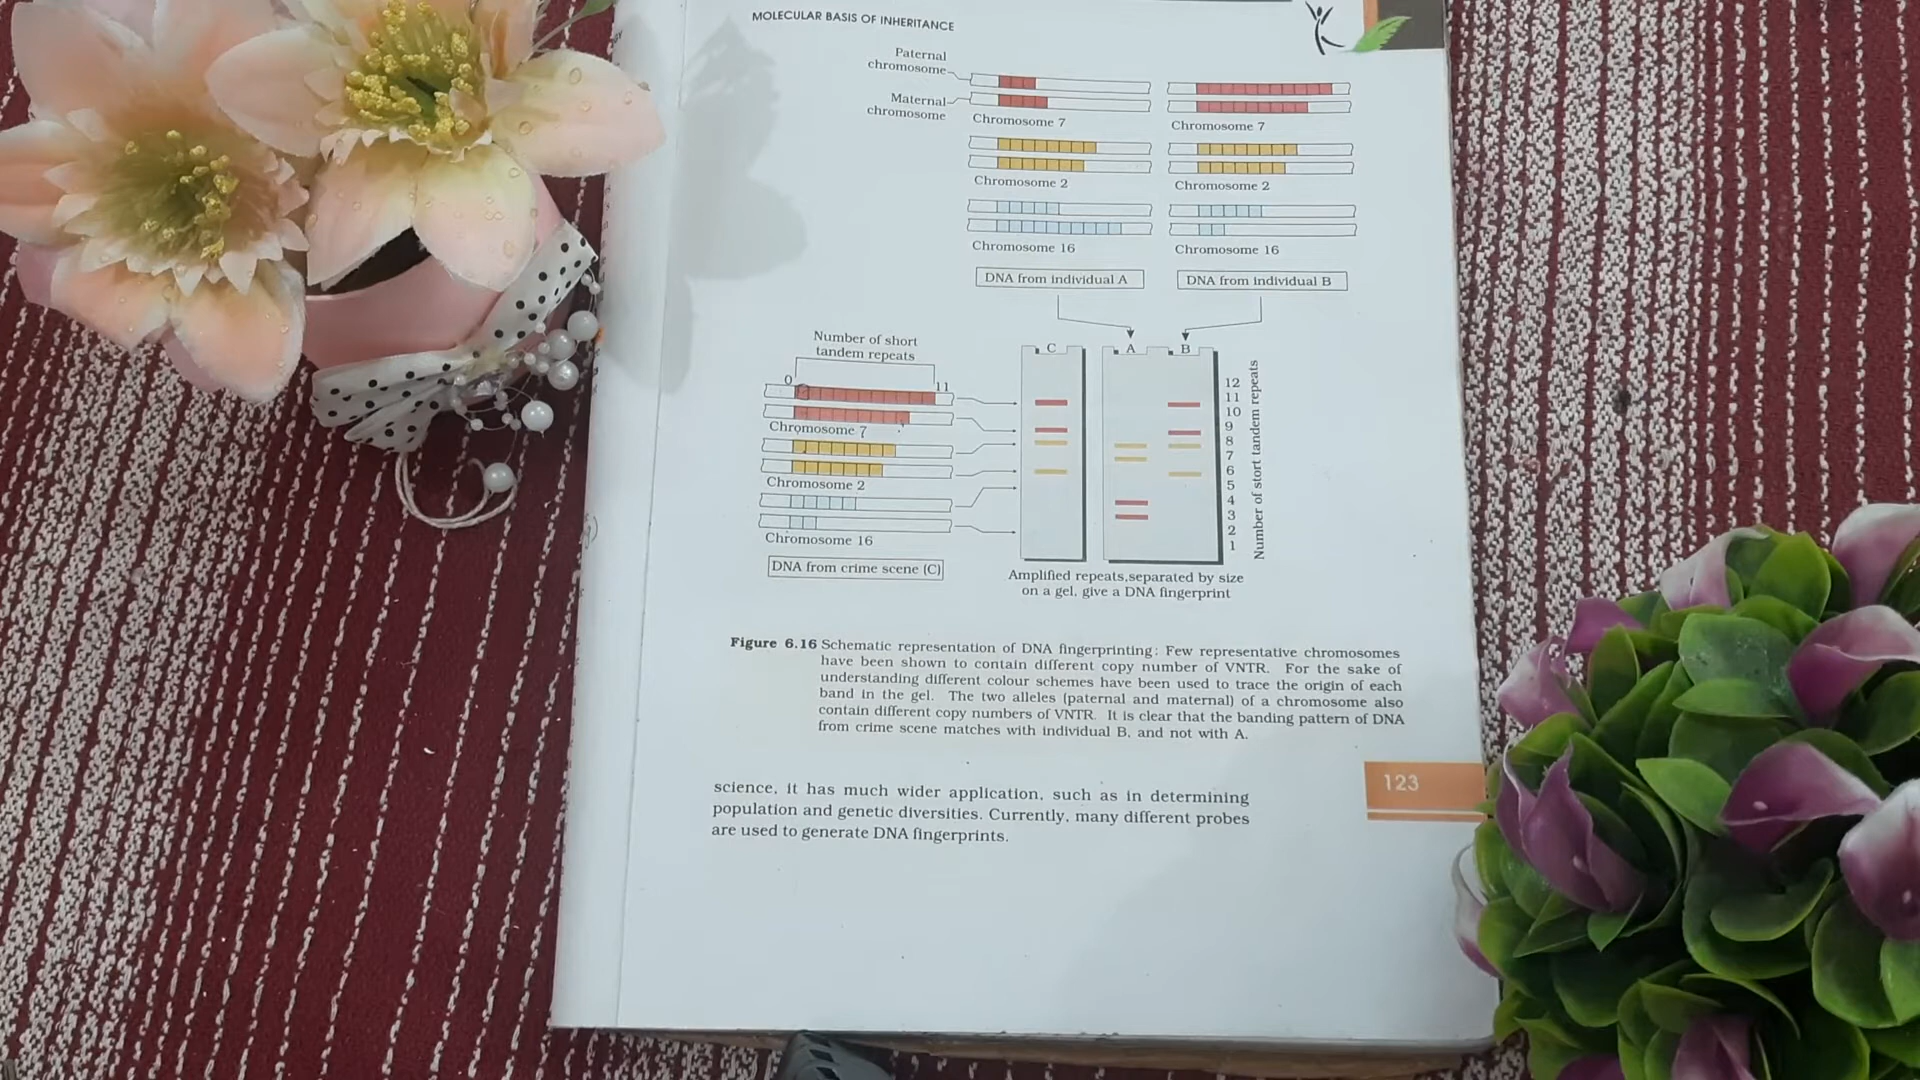 MOLECULAR BASIS OF INHERITANCE
Paternal
chromosome
Maternal
chromosome
Chromosome 7
Chromosome 7
Chromosome 2
Chromosome 2
Chromosome 16
Chromosome 16
DNA from individual A
DNA from individual B
Number of short
tandem repeats
0
11
Chromosome 7
Chromosome 2
Chromosome 16
DNA from crime scene (C)
C
A
B
12
11
10
9
8
7
6
5
4
3
2
1
Number of stort tandem repeats
Amplified repeats,separated by size
on a gel, give a DNA fingerprint
Figure 6.16 Schematic representation of DNA fingerprinting: Few representative chromosomes
have been shown to contain different copy number of VNTR. For the sake of
understanding different colour schemes have been used to trace the origin of each
band in the gel. The two alleles (paternal and maternal) of a chromosome also
contain different copy numbers of VNTR. It is clear that the banding pattern of DNA
from crime scene matches with individual B, and not with A.
123
science, it has much wider application, such as in determining
population and genetic diversities. Currently, many different probes
are used to generate DNA fingerprints.